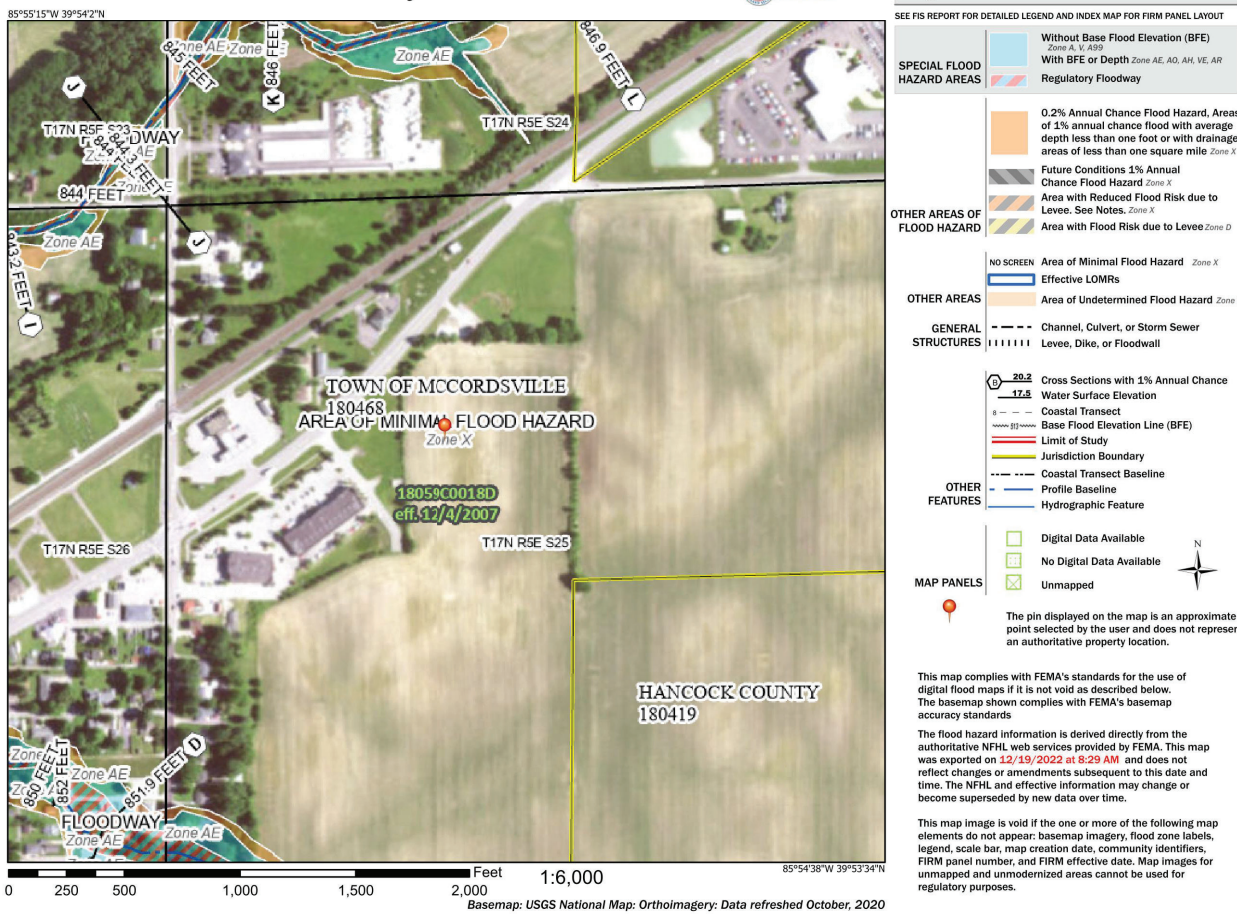 85°55'15"W 39°54'2"N
Zone AE
Zone
845 FEET
K 846 FEET
Zone AE
846.9 FEET L
J
T17N R5E S23
T17N R5E S24
FLOODWAY
844.3 FEET
844 FEET
Zone AE
844 FEET
J
Zone AE
843.2 FEET I
TOWN OF MCCORDSVILLE
180468
AREA OF MINIMAL FLOOD HAZARD
Zone X
18059C0018D
eff. 12/4/2007
T17N R5E S26
T17N R5E S25
HANCOCK COUNTY
180419
Zone AE
850 FEET
852 FEET
851.9 FEET D
FLOODWAY
Zone AE
Zone AE
85°54'38"W 39°53'34"N
0 250 500 1,000 1,500 2,000 Feet
1:6,000
Basemap: USGS National Map: Orthoimagery: Data refreshed October, 2020
SEE FIS REPORT FOR DETAILED LEGEND AND INDEX MAP FOR FIRM PANEL LAYOUT
SPECIAL FLOOD
HAZARD AREAS
Without Base Flood Elevation (BFE)
Zone A, V, A99
With BFE or Depth Zone AE, AO, AH, VE, AR
Regulatory Floodway
0.2% Annual Chance Flood Hazard, Areas
of 1% annual chance flood with average
depth less than one foot or with drainage
areas of less than one square mile Zone X
Future Conditions 1% Annual
Chance Flood Hazard Zone X
Area with Reduced Flood Risk due to
Levee. See Notes. Zone X
Area with Flood Risk due to Levee Zone D
OTHER AREAS OF
FLOOD HAZARD
NO SCREEN Area of Minimal Flood Hazard Zone X
Effective LOMRs
OTHER AREAS
Area of Undetermined Flood Hazard Zone
GENERAL
STRUCTURES
Channel, Culvert, or Storm Sewer
Levee, Dike, or Floodwall
B 20.2 Cross Sections with 1% Annual Chance
17.5 Water Surface Elevation
8 Coastal Transect
513 Base Flood Elevation Line (BFE)
Limit of Study
Jurisdiction Boundary
Coastal Transect Baseline
OTHER
FEATURES
Profile Baseline
Hydrographic Feature
Digital Data Available
No Digital Data Available
Unmapped
MAP PANELS
N
The pin displayed on the map is an approximate
point selected by the user and does not represen
an authoritative property location.
This map complies with FEMA's standards for the use of
digital flood maps if it is not void as described below.
The basemap shown complies with FEMA's basemap
accuracy standards
The flood hazard information is derived directly from the
authoritative NFHL web services provided by FEMA. This map
was exported on 12/19/2022 at 8:29 AM and does not
reflect changes or amendments subsequent to this date and
time. The NFHL and effective information may change or
become superseded by new data over time.
This map image is void if the one or more of the following map
elements do not appear: basemap imagery, flood zone labels,
legend, scale bar, map creation date, community identifiers,
FIRM panel number, and FIRM effective date. Map images for
unmapped and unmodernized areas cannot be used for
regulatory purposes.